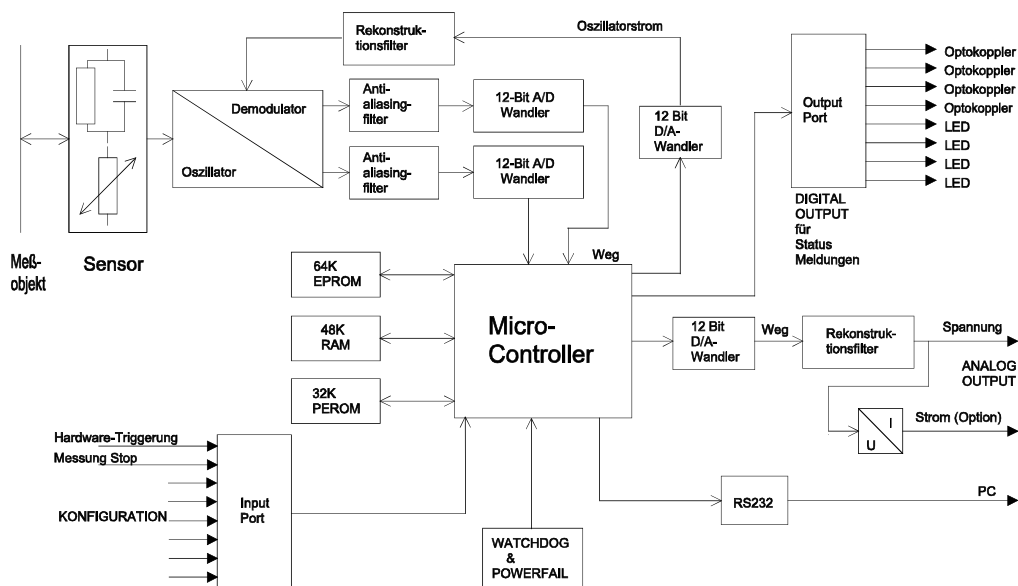 Rekonstruk-
tionsfilter
Oszillatorstrom
Demodulator
Oszillator
Anti-
aliasing-
filter
12-Bit A/D
Wandler
Anti-
aliasing-
filter
12-Bit A/D
Wandler
12 Bit
D/A-
Wandler
Output
Port
Optokoppler
Optokoppler
Optokoppler
Optokoppler
LED
LED
LED
LED
DIGITAL
OUTPUT
für
Status
Meldungen
Meß-
objekt
Sensor
Weg
64K
EPROM
48K
RAM
32K
PEROM
Micro-
Controller
12 Bit
D/A-
Wandler
Weg
Rekonstruk-
tionsfilter
Spannung
ANALOG
OUTPUT
U
I
Strom (Option)
Hardware-Triggerung
Messung Stop
KONFIGURATION
Input
Port
WATCHDOG
&
POWERFAIL
RS232
PC